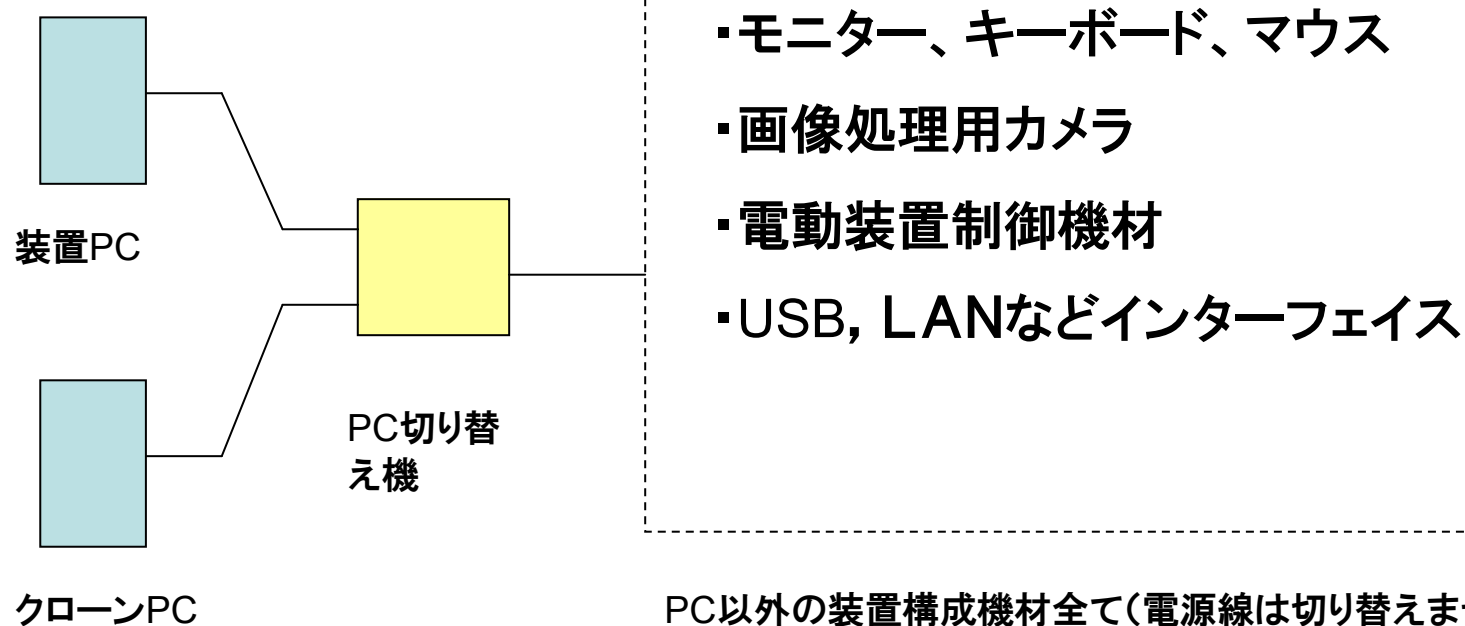 ・モニター、キーボード、マウス
・画像処理用カメラ
・電動装置制御機材
・USB，ＬＡＮなどインターフェイス
装置PC
PC切り替
え機
クローンPC
PC以外の装置構成機材全て（電源線は切り替えま